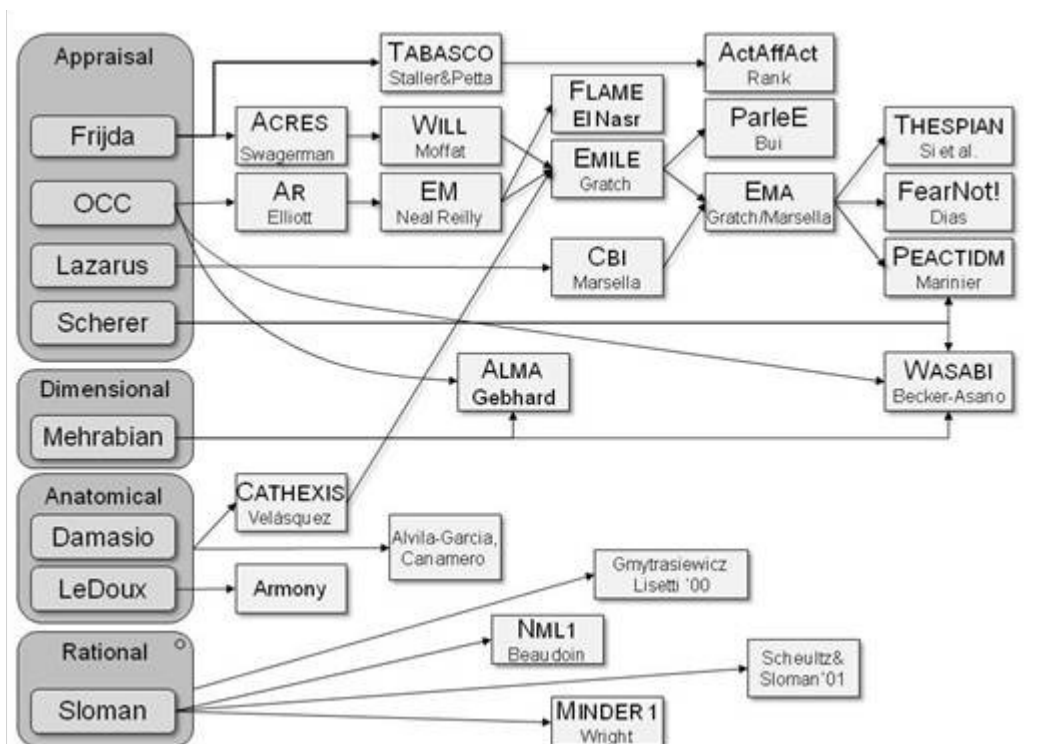 Appraisal
Frijda
OCC
Lazarus
Scherer
Dimensional
Mehrabian
Anatomical
Damasio
LeDoux
Rational
Sloman
TABASCO
Staller&Petta
ActAffAct
Rank
FLAME
El Nasr
ACRES
Swagerman
WILL
Moffat
EMILE
Gratch
ParleE
Bui
THESPIAN
Si et al.
AR
Elliott
EM
Neal Reilly
EMA
Gratch/Marsella
FearNot!
Dias
CBI
Marsella
PEACTIDM
Marinier
ALMA
Gebhard
WASABI
Becker-Asano
CATHEXIS
Velásquez
Alvila-Garcia,
Canamero
Armony
Gmytrasiewicz
Lisetti '00
NML1
Beaudoin
Scheultz&
Sloman'01
MINDER 1
Wright